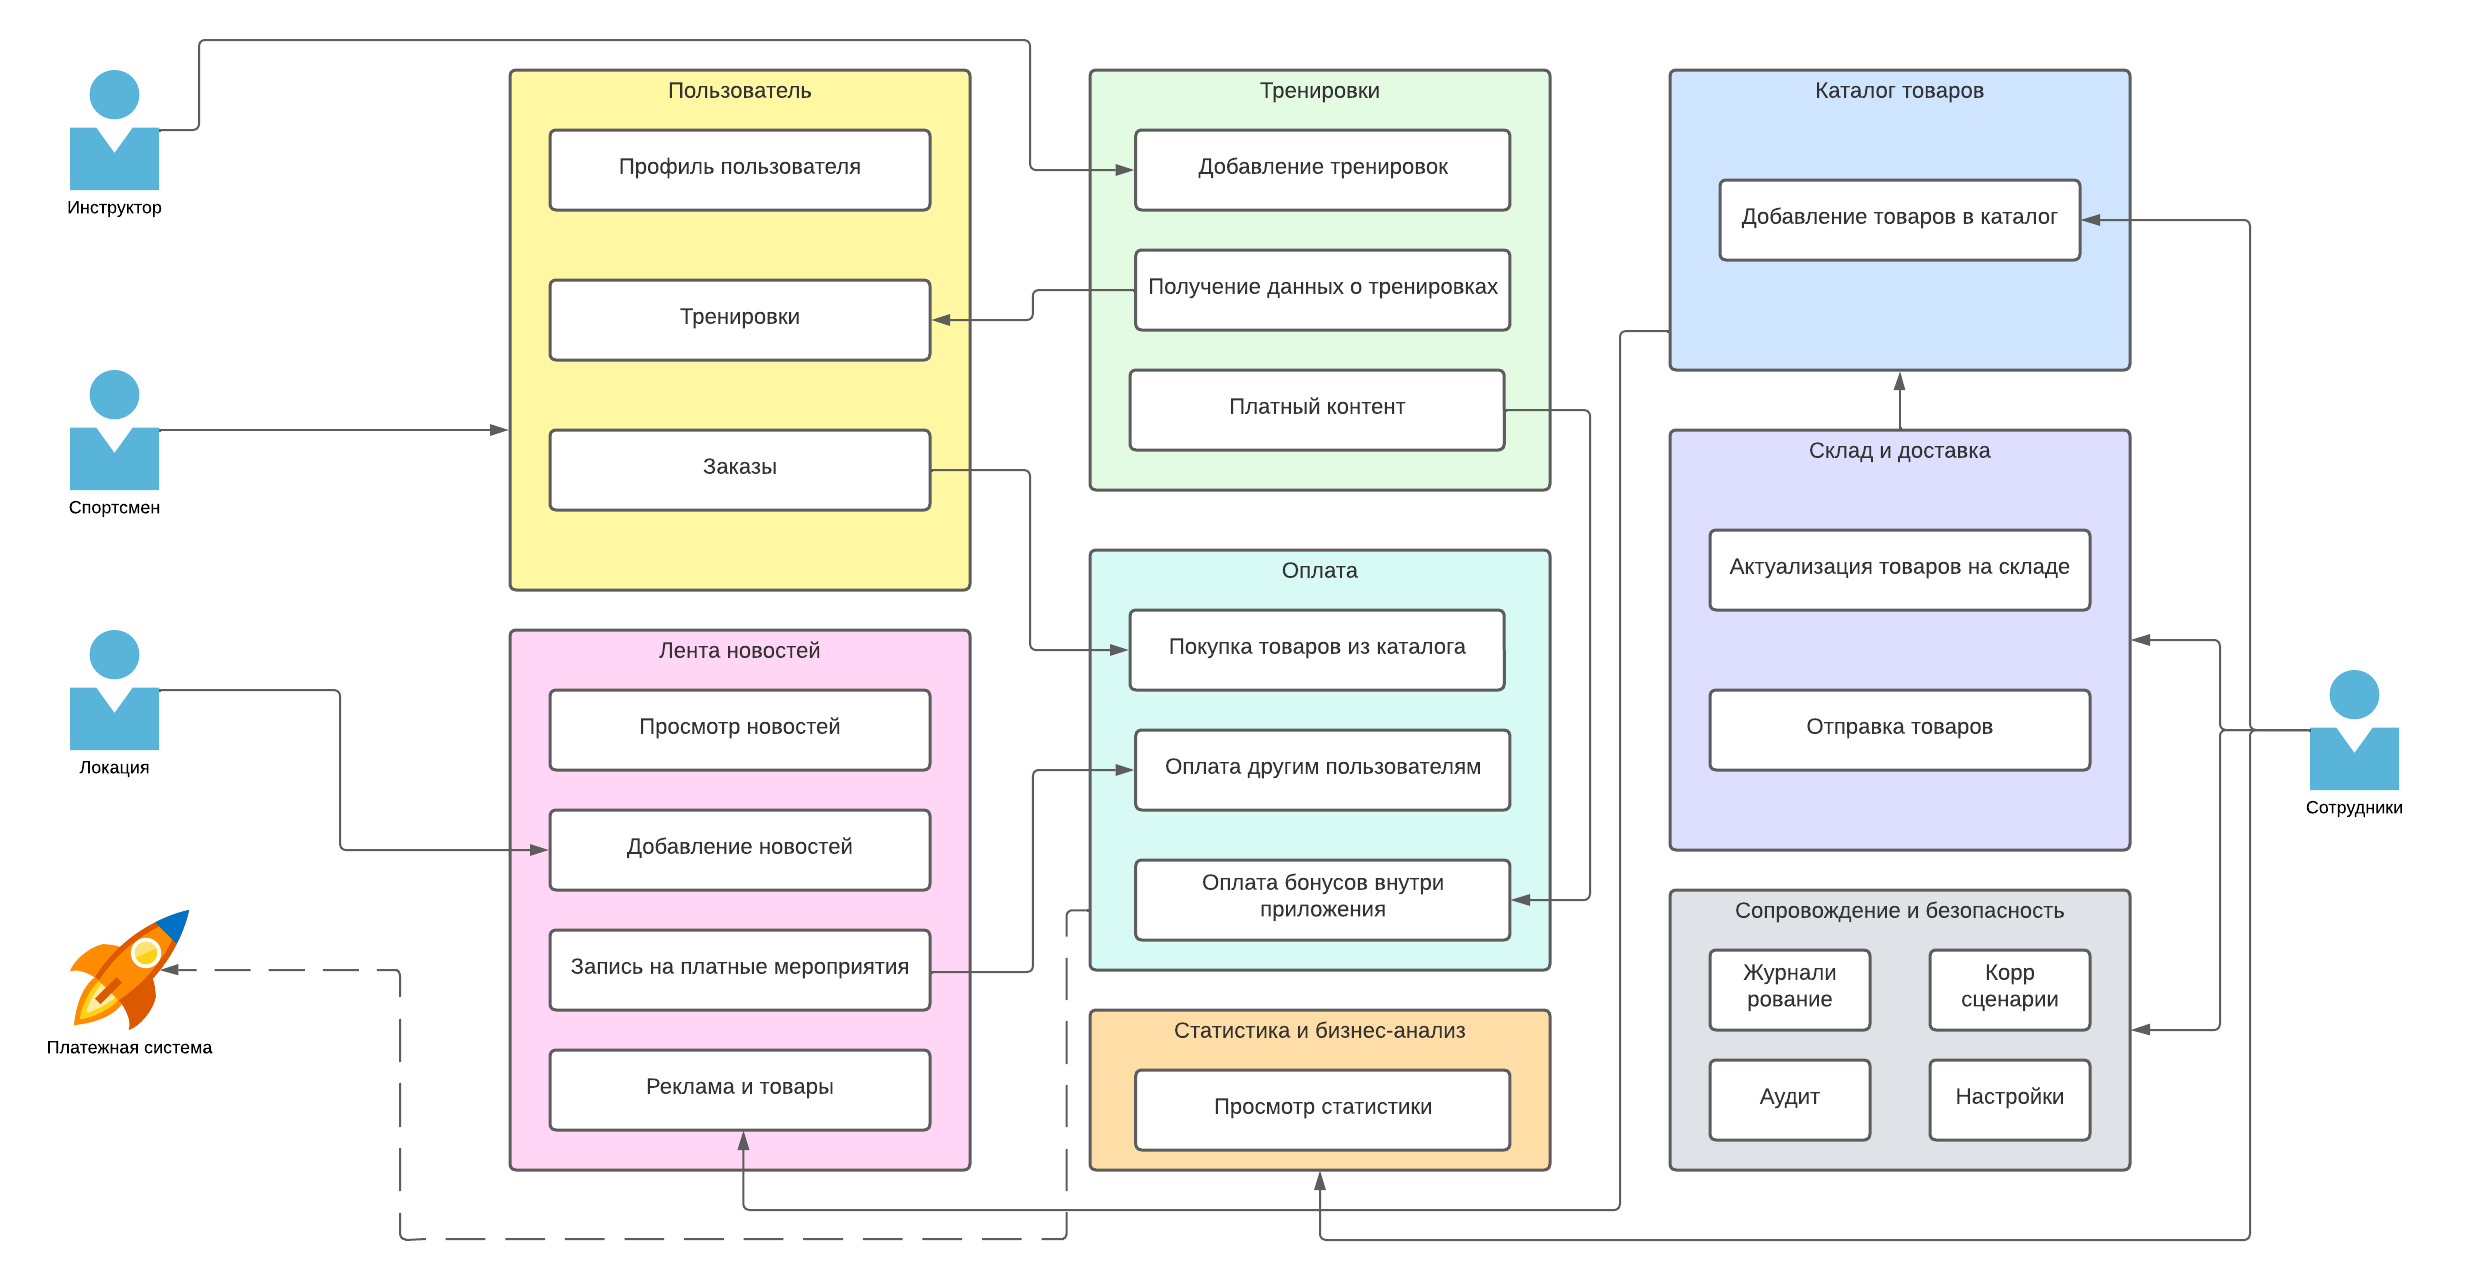 Инструктор
Спортсмен
Локация
Платежная система
Пользователь
Профиль пользователя
Тренировки
Заказы
Лента новостей
Просмотр новостей
Добавление новостей
Запись на платные мероприятия
Реклама и товары
Тренировки
Добавление тренировок
Получение данных о тренировках
Платный контент
Оплата
Покупка товаров из каталога
Оплата другим пользователям
Оплата бонусов внутри
приложения
Статистика и бизнес-анализ
Просмотр статистики
Каталог товаров
Добавление товаров в каталог
Склад и доставка
Актуализация товаров на складе
Отправка товаров
Сопровождение и безопасность
Журнали
рование
Корр
сценарии
Аудит
Настройки
Сотрудники